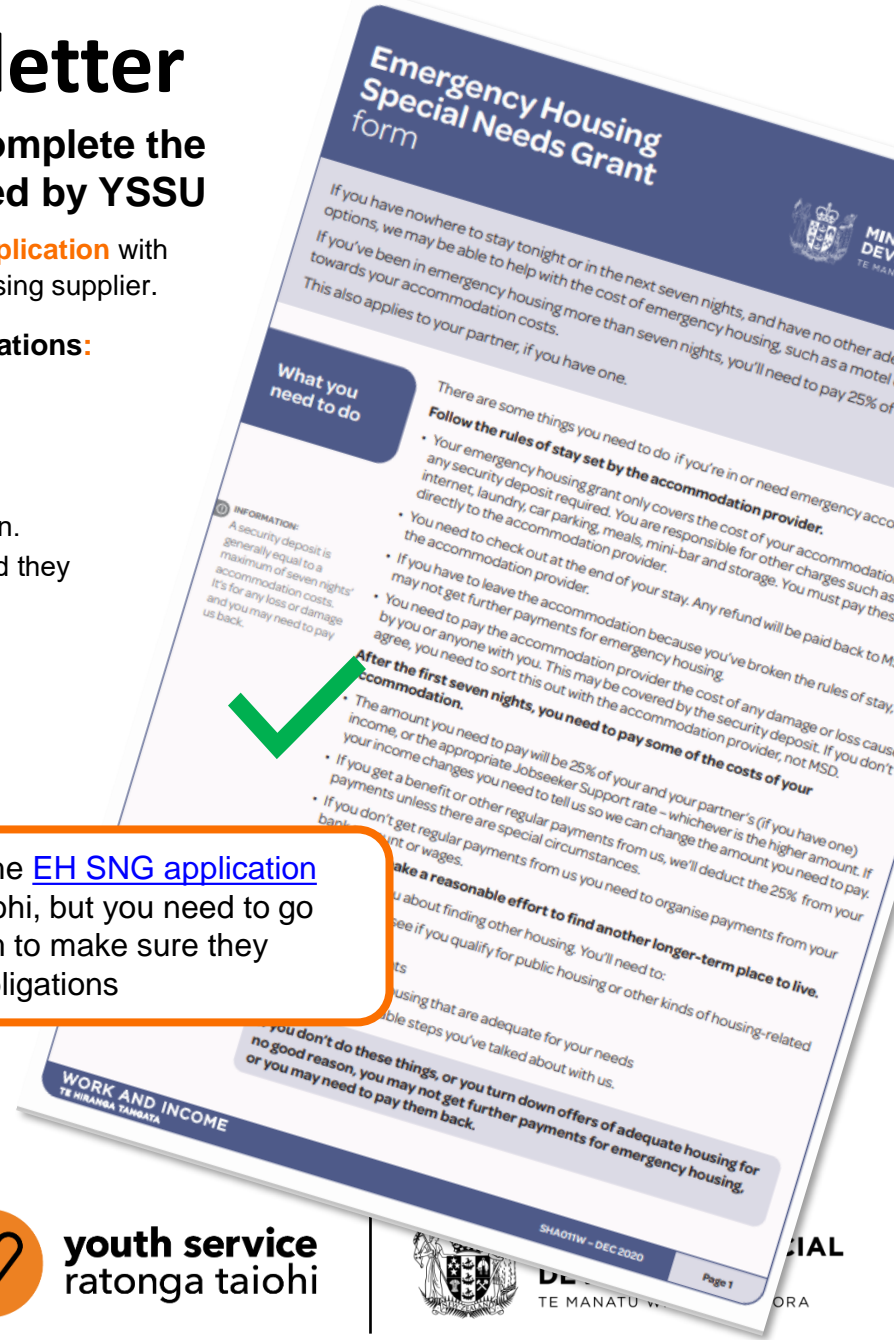 letter
omplete the
ed by YSSU
plication with
sing supplier.
ations:
n.
d they
Emergency Housing
Special Needs Grant
form
MIN
DEV
TE MAN
If you have nowhere to stay tonight or in the next seven nights, and have no other ade
options, we may be able to help with the cost of emergency housing, such as a motel
If you've been in emergency housing more than seven nights, you'll need to pay 25% of
towards your accommodation costs.
This also applies to your partner, if you have one.
What you
need to do
There are some things you need to do if you're in or need emergency acco
Follow the rules of stay set by the accommodation provider.
• Your emergency housing grant only covers the cost of your accommodation
any security deposit required. You are responsible for other charges such as
internet, laundry, car parking, meals, mini-bar and storage. You must pay thes
directly to the accommodation provider.
• You need to check out at the end of your stay. Any refund will be paid back to MS
the accommodation provider.
• If you have to leave the accommodation because you've broken the rules of stay,
may not get further payments for emergency housing.
• You need to pay the accommodation provider the cost of any damage or loss cause
by you or anyone with you. This may be covered by the security deposit. If you don't
agree, you need to sort this out with the accommodation provider, not MSD.
INFORMATION:
A security deposit is
generally equal to a
maximum of seven nights'
accommodation costs.
It's for any loss or damage
and you may need to pay
us back.
After the first seven nights, you need to pay some of the costs of your
ccommodation.
• The amount you need to pay will be 25% of your and your partner's (if you have one)
income, or the appropriate Jobseeker Support rate – whichever is the higher amount. If
your income changes you need to tell us so we can change the amount you need to pay.
• If you get a benefit or other regular payments from us, we'll deduct the 25% from your
payments unless there are special circumstances.
• If you don't get regular payments from us you need to organise payments from your
bank nt or wages.
ake a reasonable effort to find another longer-term place to live.
u about finding other housing. You'll need to:
see if you qualify for public housing or other kinds of housing-related
ts
ousing that are adequate for your needs
able steps you've talked about with us.
you don't do these things, or you turn down offers of adequate housing for
no good reason, you may not get further payments for emergency housing,
or you may need to pay them back.
he EH SNG application
ohi, but you need to go
n to make sure they
ligations
WORK AND INCOME
TE HIRANGA TANGATA
SHA011W – DEC 2020
Page 1
youth service
ratonga taiohi
CIAL
DE
TE MANATŪ W ORA